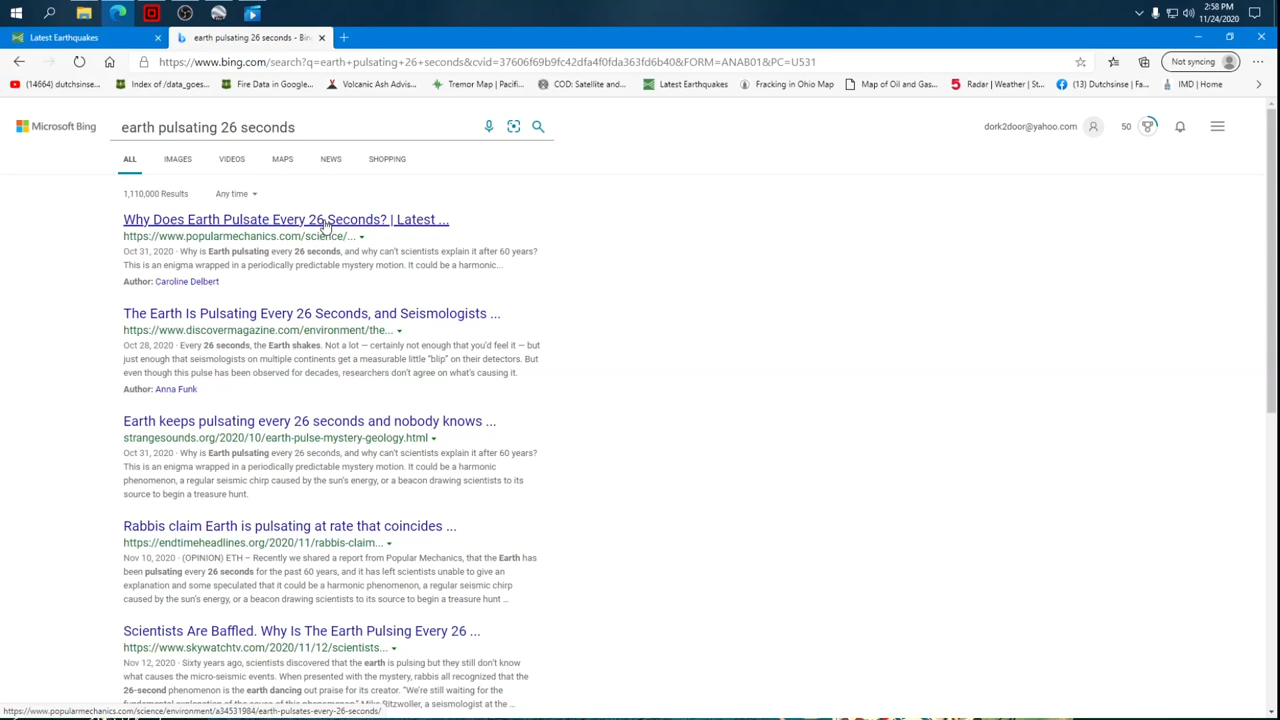 2:58 PM
11/24/2020
Latest Earthquakes
earth pulsating 26 seconds - Bin
https://www.bing.com/search?q=earth+pulsating+26+seconds&cvid=37606f69b9fc42dfa4f0fda363fd6b40&FORM=ANAB01&PC=U531
Not syncing
(14664) dutchsinse...
Index of /data_goes...
Fire Data in Google...
Volcanic Ash Advis...
Tremor Map | Pacifi...
COD: Satellite and...
Latest Earthquakes
Fracking in Ohio Map
Map of Oil and Gas...
Radar | Weather | St...
(13) Dutchsinse | Fa...
IMD | Home
Microsoft Bing
earth pulsating 26 seconds
dork2door@yahoo.com
50
ALL IMAGES VIDEOS MAPS NEWS SHOPPING
1,110,000 Results Any time
Why Does Earth Pulsate Every 26 Seconds? | Latest ...
https://www.popularmechanics.com/science/...
Oct 31, 2020 · Why is Earth pulsating every 26 seconds, and why can't scientists explain it after 60 years?
This is an enigma wrapped in a periodically predictable mystery motion. It could be a harmonic...
Author: Caroline Delbert
The Earth Is Pulsating Every 26 Seconds, and Seismologists ...
https://www.discovermagazine.com/environment/the...
Oct 28, 2020 · Every 26 seconds, the Earth shakes. Not a lot — certainly not enough that you'd feel it — but
just enough that seismologists on multiple continents get a measurable little "blip" on their detectors. But
even though this pulse has been observed for decades, researchers don't agree on what's causing it.
Author: Anna Funk
Earth keeps pulsating every 26 seconds and nobody knows ...
strangesounds.org/2020/10/earth-pulse-mystery-geology.html
Oct 31, 2020 · Why is Earth pulsating every 26 seconds, and why can't scientists explain it after 60 years?
This is an enigma wrapped in a periodically predictable mystery motion. It could be a harmonic
phenomenon, a regular seismic chirp caused by the sun's energy, or a beacon drawing scientists to its
source to begin a treasure hunt.
Rabbis claim Earth is pulsating at rate that coincides ...
https://endtimeheadlines.org/2020/11/rabbis-claim...
Nov 10, 2020 · (OPINION) ETH – Recently we shared a report from Popular Mechanics, that the Earth has
been pulsating every 26 seconds for the past 60 years, and it has left scientists unable to give an
explanation and some speculated that it could be a harmonic phenomenon, a regular seismic chirp
caused by the sun's energy, or a beacon drawing scientists to its source to begin a treasure hunt ...
Scientists Are Baffled. Why Is The Earth Pulsing Every 26 ...
https://www.skywatchtv.com/2020/11/12/scientists...
Nov 12, 2020 · Sixty years ago, scientists discovered that the earth is pulsing but they still don't know
what causes the micro-seismic events. When presented with the mystery, rabbis all recognized that the
26-second phenomenon is the earth dancing out praise for its creator. "We're still waiting for the
https://www.popularmechanics.com/science/environment/a34531984/earth-pulsates-every-26-seconds/